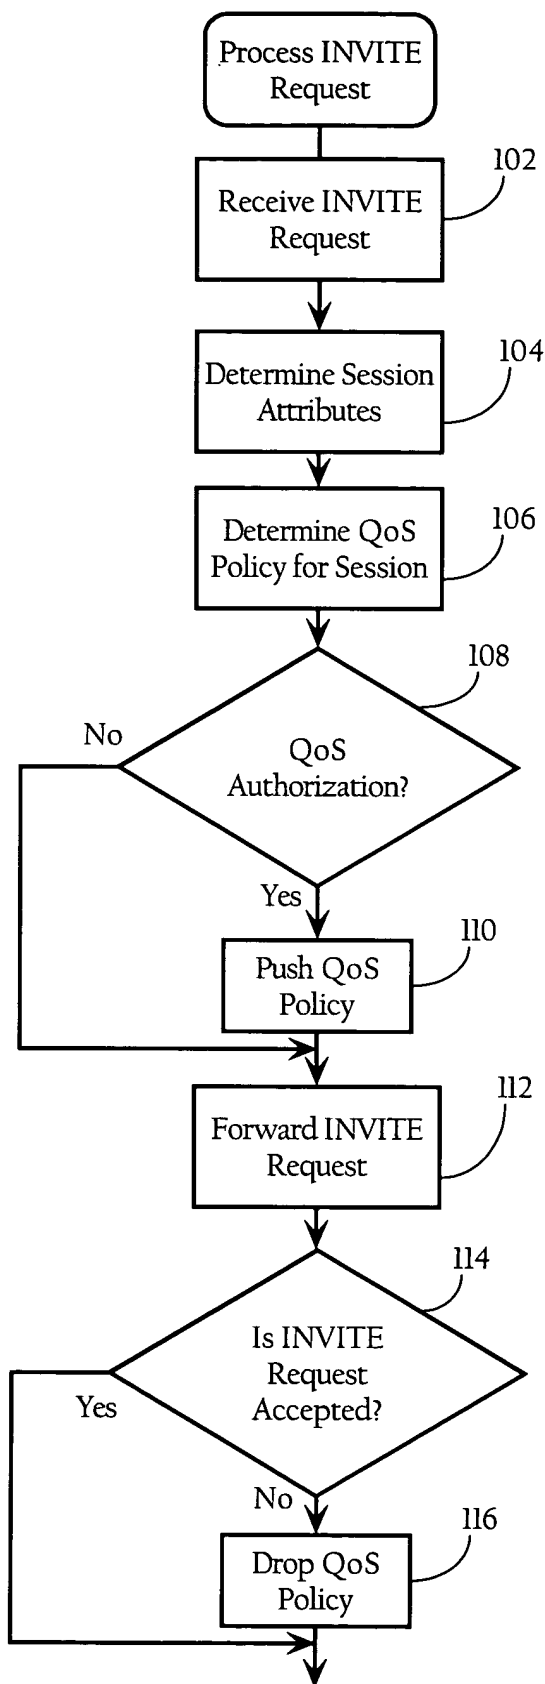 Process INVITE
Request
102
Receive INVITE
Request
104
Determine Session
Attributes
106
Determine QoS
Policy for Session
108
No
QoS
Authorization?
Yes
110
Push QoS
Policy
112
Forward INVITE
Request
114
Is INVITE
Request
Accepted?
Yes
No
116
Drop QoS
Policy